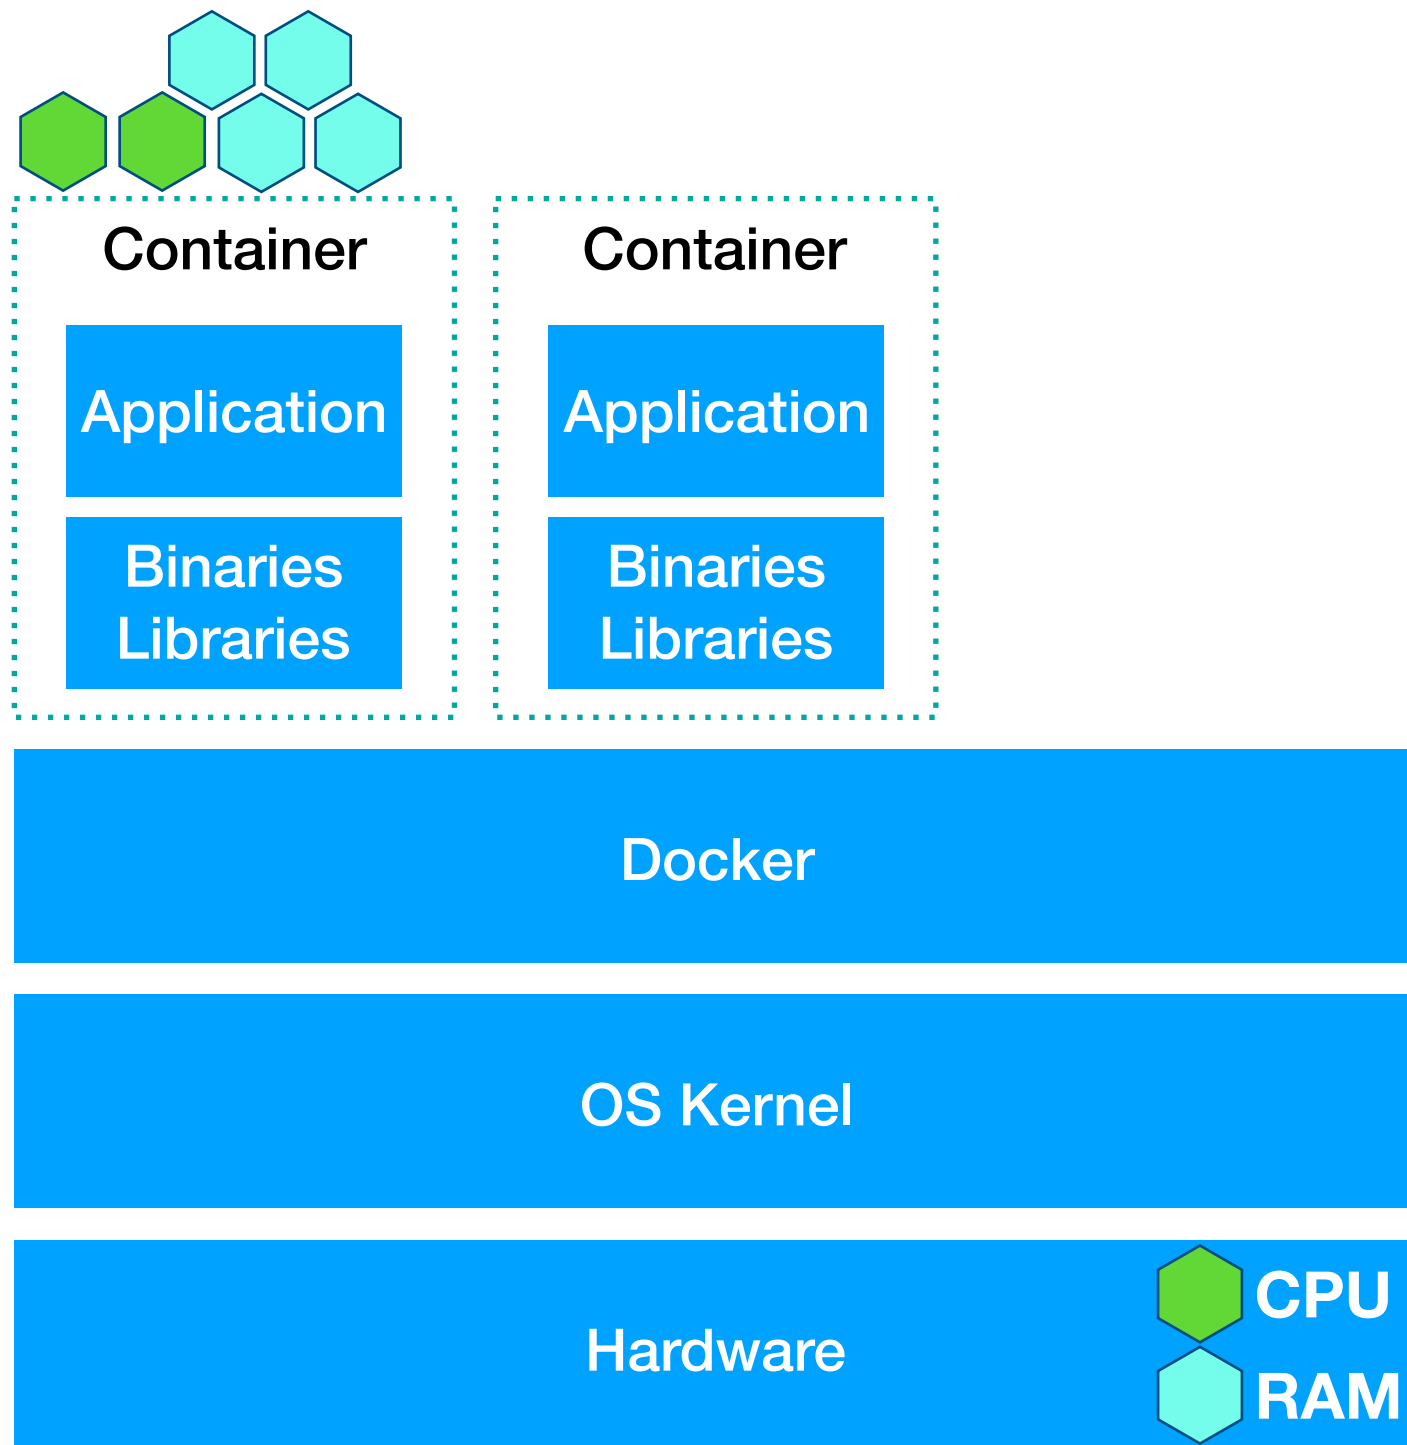 Container
Application
Binaries
Libraries
Container
Application
Binaries
Libraries
Docker
OS Kernel
Hardware
CPU
RAM